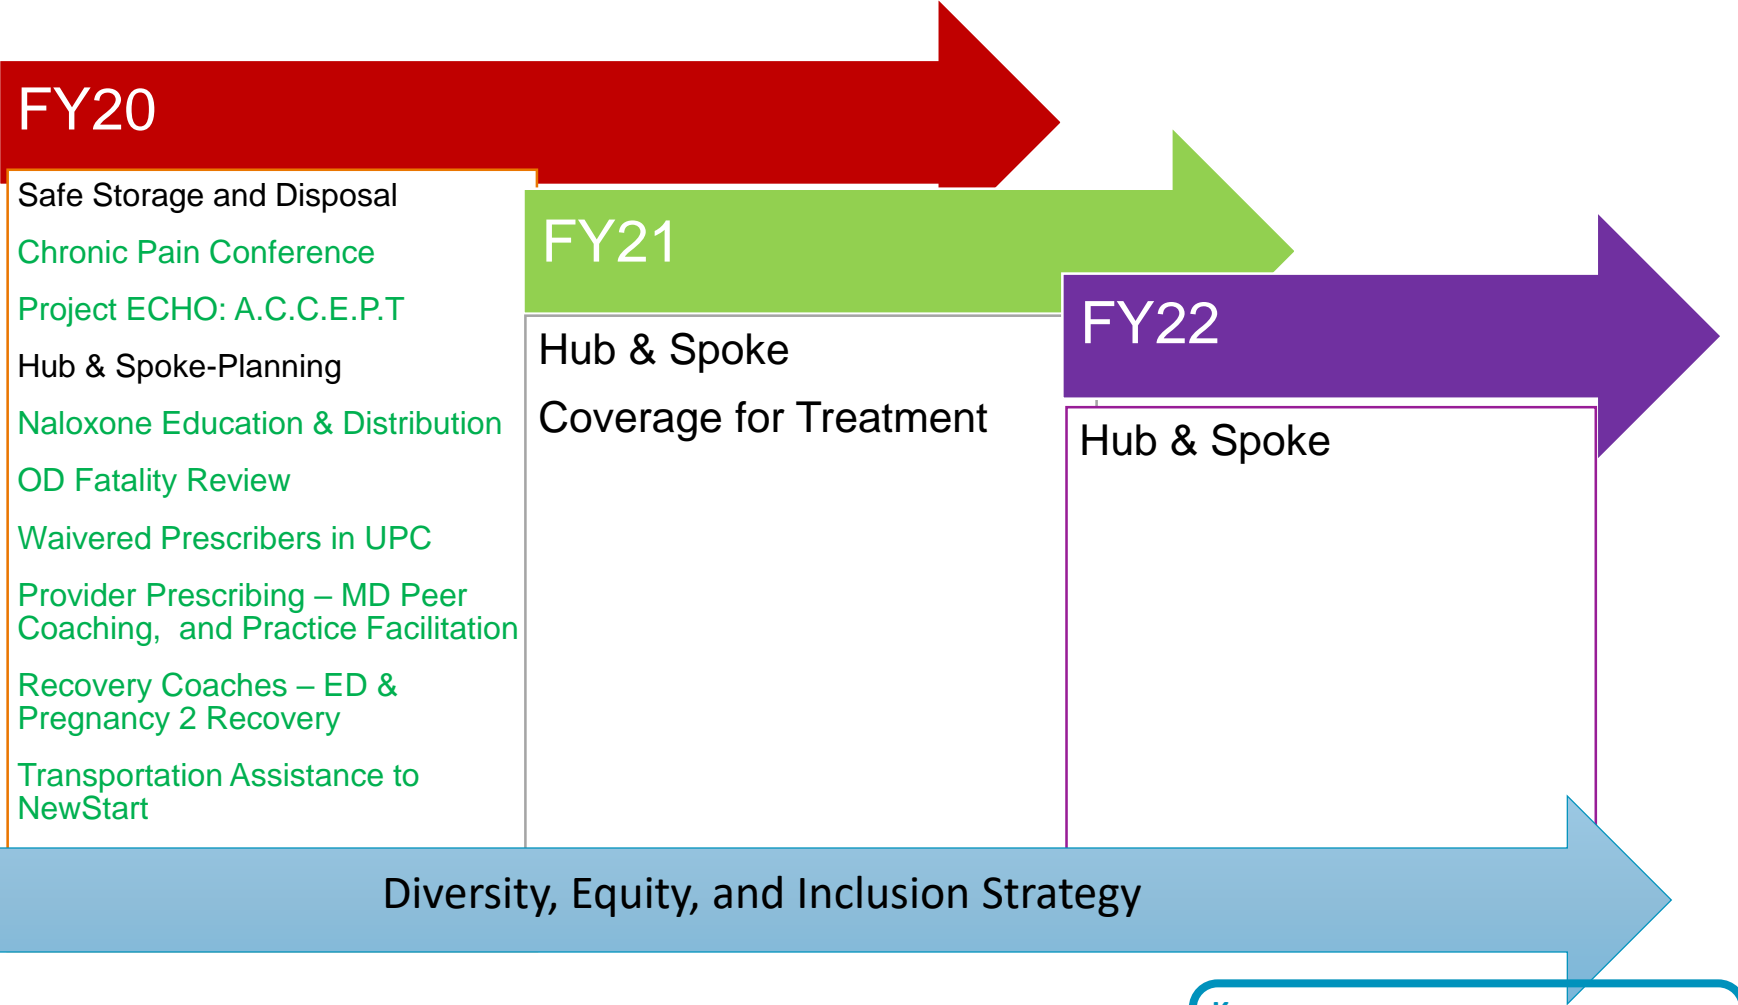 FY20
Safe Storage and Disposal
Chronic Pain Conference
Project ECHO: A.C.C.E.P.T
Hub & Spoke-Planning
Naloxone Education & Distribution
OD Fatality Review
Waivered Prescribers in UPC
Provider Prescribing – MD Peer
Coaching,  and Practice Facilitation
Recovery Coaches – ED &
Pregnancy 2 Recovery
Transportation Assistance to
NewStart
FY21
Hub & Spoke
Coverage for Treatment
FY22
Hub & Spoke
Diversity, Equity, and Inclusion Strategy